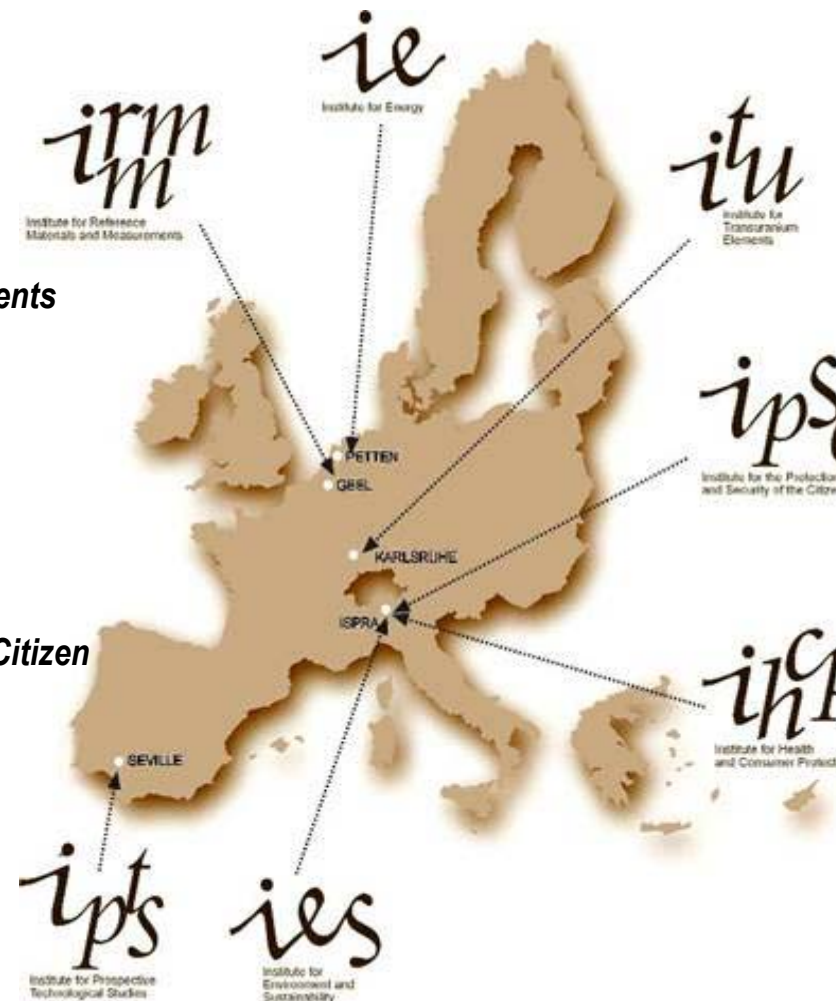 ie
Institute for Energy
irm
m
Institute for Reference
Materials and Measurements
itu
Institute for
Transuranium
Elements
ents
ips
Institute for the Protection
and Security of the Citize
PETTEN
GEEL
KARLSRUHE
ISPRA
Citizen
ihc
Institute for Health
and Consumer Protect
SEVILLE
ipts
Institute for Prospective
Technological Studies
ies
Institute for
Environment and
Sustainability